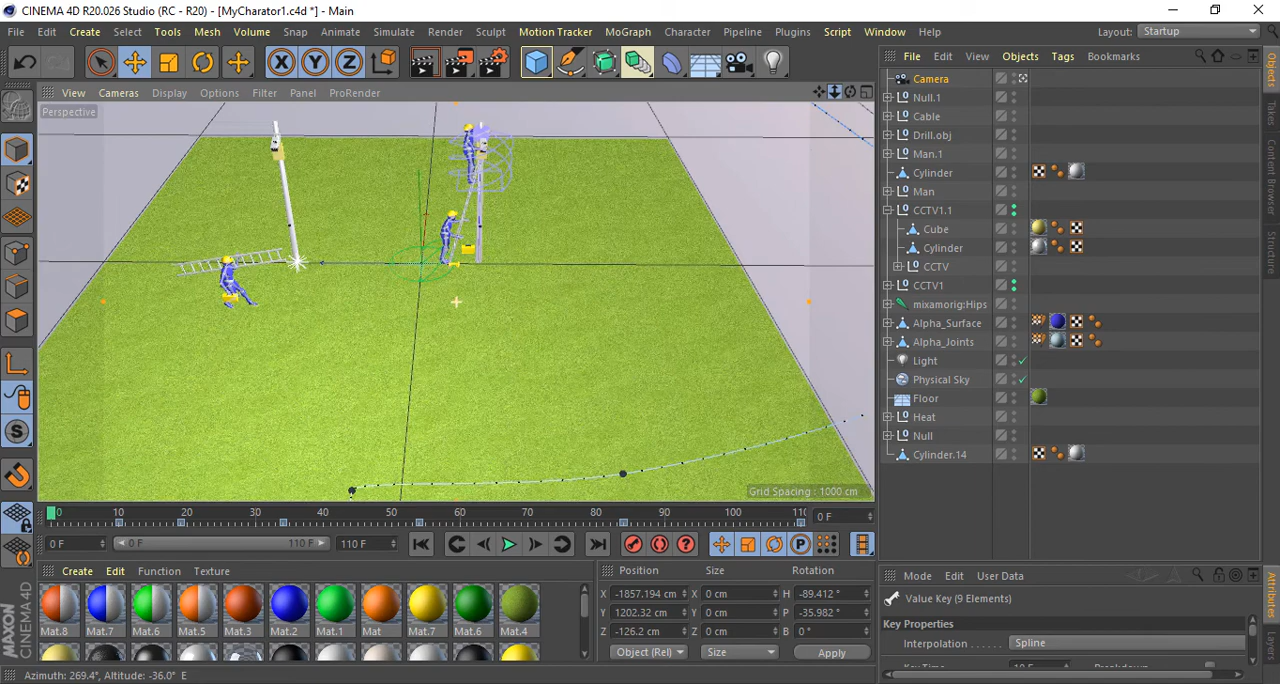 CINEMA 4D R20.026 Studio (RC - R20) - [MyCharator1.c4d *] - Main
File Edit Create Select Tools Mesh Volume Snap Animate Simulate Render Sculpt Motion Tracker MoGraph Character Pipeline Plugins Script Window Help Layout: Startup
X Y Z
View Cameras Display Options Filter Panel ProRender
Perspective
Grid Spacing : 1000 cm
File Edit View Objects Tags Bookmarks
Camera
Null.1
Cable
Drill.obj
Man.1
Cylinder
Man
CCTV1.1
Cube
Cylinder
CCTV
CCTV1
mixamorig:Hips
Alpha_Surface
Alpha_Joints
Light
Physical Sky
Floor
Heat
Null
Cylinder.14
Objects
Takes
Content Browser
Structure
0 10 20 30 40 50 60 70 80 90 100 110 0 F
0 F 0 F 110 F 110 F
Create Edit Function Texture
Mat.8 Mat.7 Mat.6 Mat.5 Mat.3 Mat.2 Mat.1 Mat Mat.7 Mat.6 Mat.4
Position Size Rotation
X -1857.194 cm X 0 cm H -89.412 °
Y 1202.32 cm Y 0 cm P -35.982 °
Z -126.2 cm Z 0 cm B 0 °
Object (Rel) Size Apply
Mode Edit User Data
Value Key (9 Elements)
Key Properties
Interpolation . . . . . . Spline
Attributes
Layers
MAXON CINEMA 4D
Azimuth: 269.4°, Altitude: -36.0° E